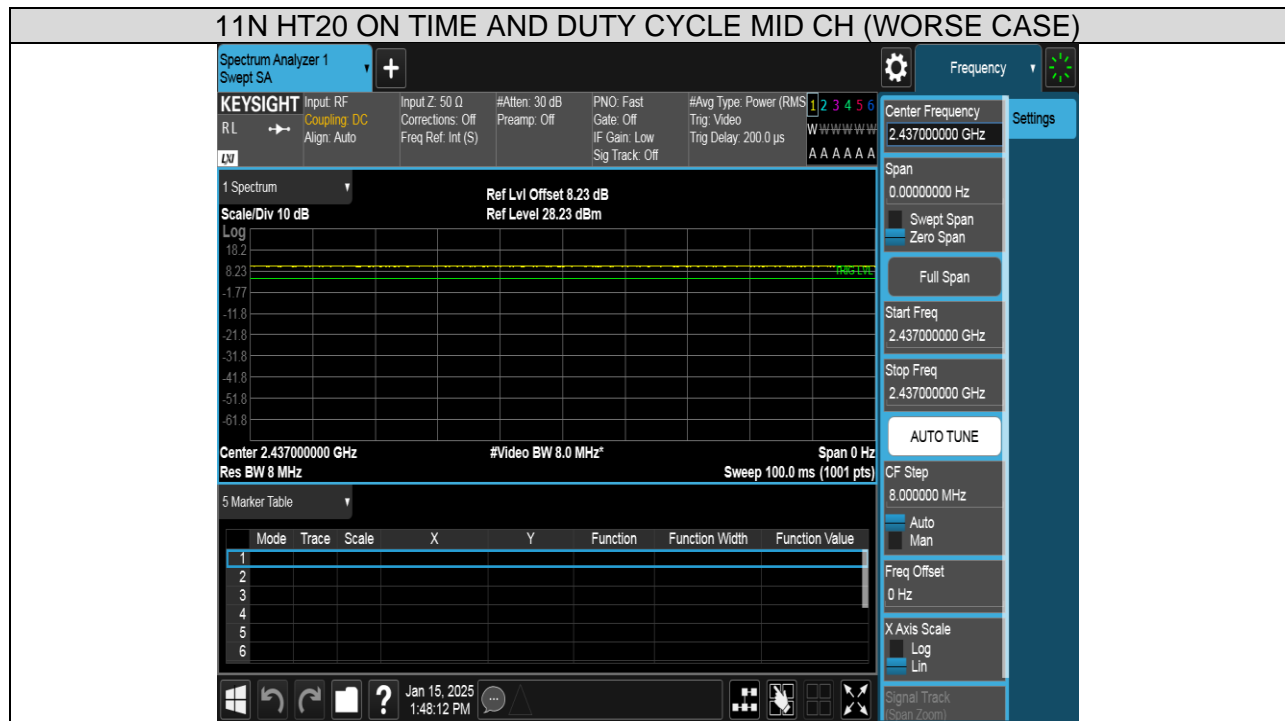 11N HT20 ON TIME AND DUTY CYCLE MID CH (WORSE CASE)
Spectrum Analyzer 1
Swept SA
+
Frequency
KEYSIGHT
RL
LXI
Input: RF
Coupling: DC
Align: Auto
Input Z: 50 Ω
Corrections: Off
Freq Ref: Int (S)
#Atten: 30 dB
Preamp: Off
PNO: Fast
Gate: Off
IF Gain: Low
Sig Track: Off
#Avg Type: Power (RMS
Trig: Video
Trig Delay: 200.0 µs
1 2 3 4 5 6
W W W W W W
A A A A A A
Center Frequency
2.437000000 GHz
Settings
Span
0.00000000 Hz
Swept Span
Zero Span
Full Span
Start Freq
2.437000000 GHz
Stop Freq
2.437000000 GHz
AUTO TUNE
CF Step
8.000000 MHz
Auto
Man
Freq Offset
0 Hz
X Axis Scale
Log
Lin
Signal Track
(Span Zoom)
1 Spectrum
Scale/Div 10 dB
Ref Lvl Offset 8.23 dB
Ref Level 28.23 dBm
Log
18.2
8.23
-1.77
-11.8
-21.8
-31.8
-41.8
-51.8
-61.8
TRIG LVL
Center 2.437000000 GHz
#Video BW 8.0 MHz*
Span 0 Hz
Res BW 8 MHz
Sweep 100.0 ms (1001 pts)
5 Marker Table
Mode Trace Scale X Y Function Function Width Function Value
1
2
3
4
5
6
?
Jan 15, 2025
1:48:12 PM